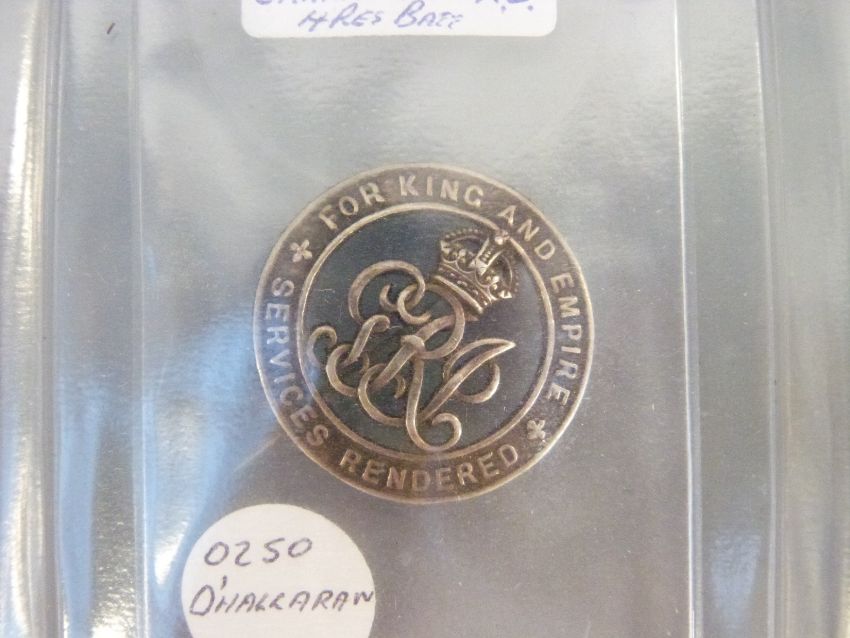 4 RES BATT
FOR KING AND EMPIRE
SERVICES RENDERED
0250
O'HALLARAN